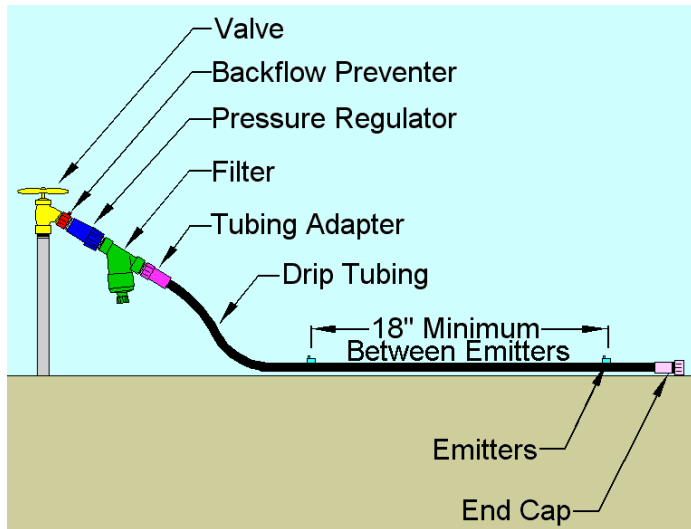 Valve
Backflow Preventer
Pressure Regulator
Filter
Tubing Adapter
Drip Tubing
18" Minimum
Between Emitters
Emitters
End Cap